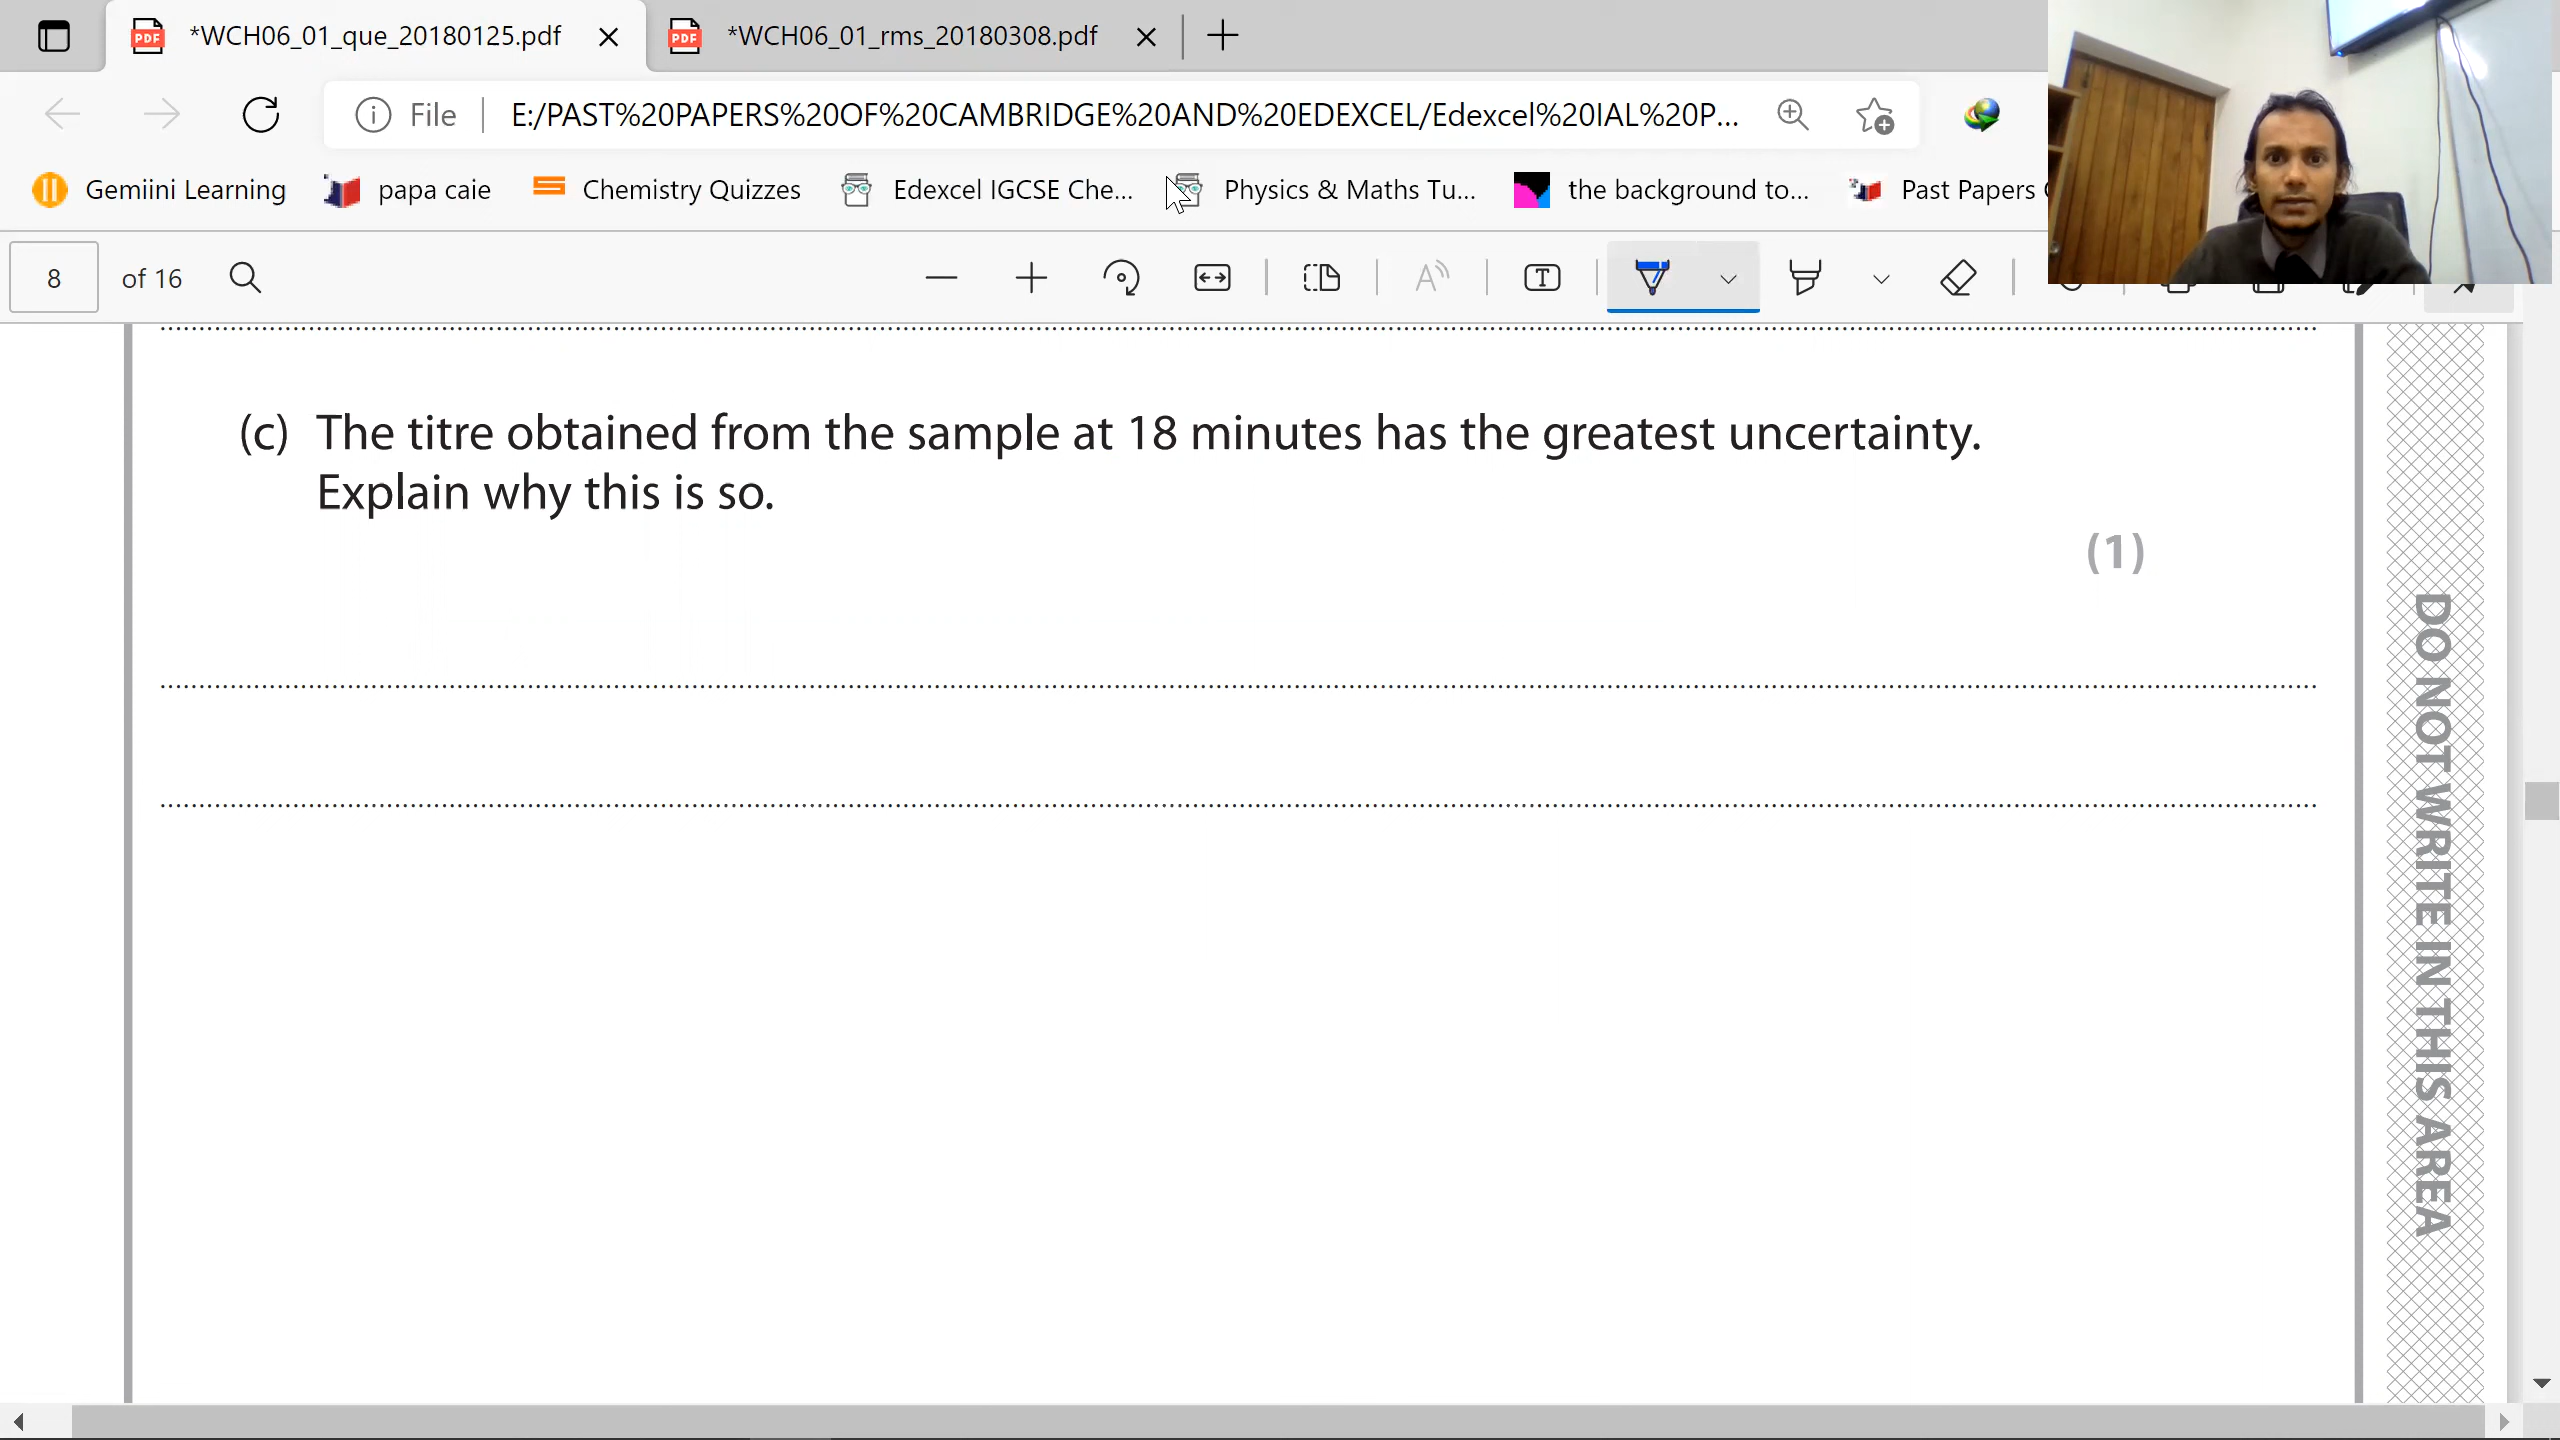 *WCH06_01_que_20180125.pdf
*WCH06_01_rms_20180308.pdf
File
E:/PAST%20PAPERS%20OF%20CAMBRIDGE%20AND%20EDEXCEL/Edexcel%20IAL%20P...
Gemiini Learning
papa caie
Chemistry Quizzes
Edexcel IGCSE Che...
Physics & Maths Tu...
the background to...
Past Papers
8 of 16
(c) The titre obtained from the sample at 18 minutes has the greatest uncertainty.
Explain why this is so.
(1)
DO NOT WRITE IN THIS AREA